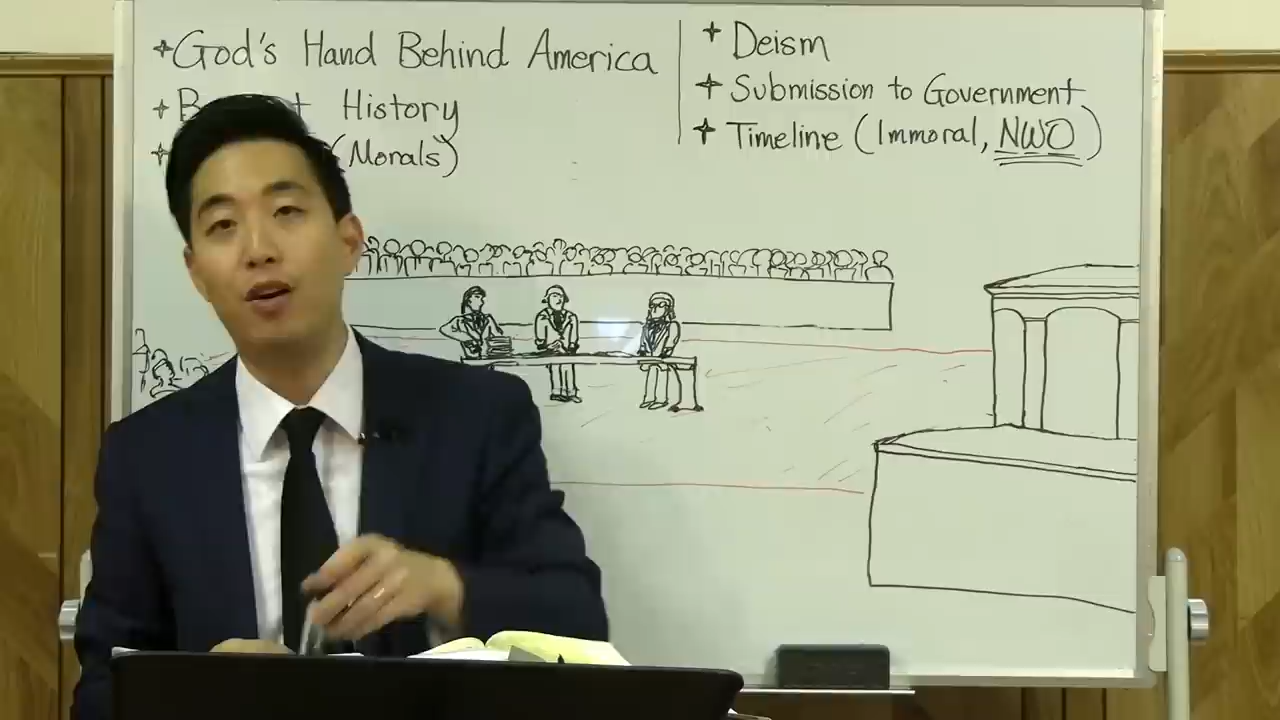 +God's Hand Behind America
+ History
+ (Morals)
+ Deism
+ Submission to Government
+ Timeline (Immoral, NWO)